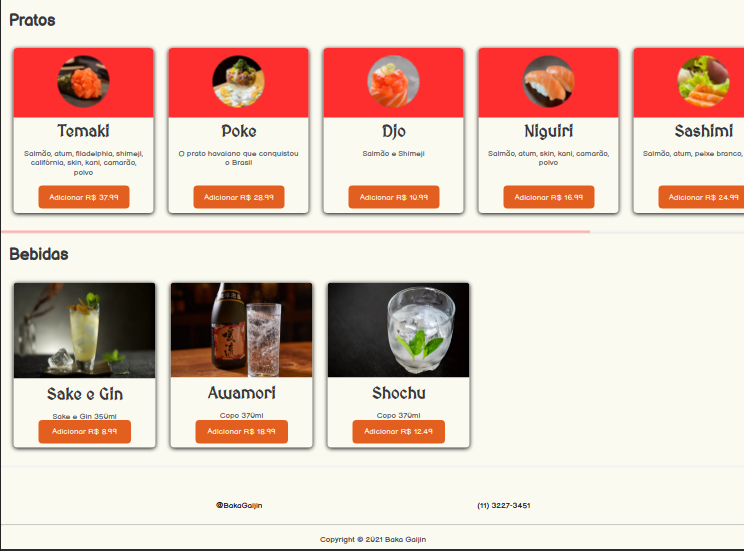 Pratos
Temaki
Salmão, atum, filadelphia, shimeji,
califórnia, skin, kani, camarão,
polvo
Adicionar R$ 37.99
Poke
O prato havaiano que conquistou
o Brasil
Adicionar R$ 28.99
Djo
Salmão e Shimeji
Adicionar R$ 10.99
Niguiri
Salmão, atum, skin, kani, camarão,
polvo
Adicionar R$ 16.99
Sashimi
Salmão, atum, peixe branco,
Adicionar R$ 24.99
Bebidas
Sake e Gin
Sake e Gin 350ml
Adicionar R$ 8.99
Awamori
Copo 370ml
Adicionar R$ 18.99
Shochu
Copo 370ml
Adicionar R$ 12.49
@BakaGaijin
(11) 3227-3451
Copyright © 2021 Baka Gaijin